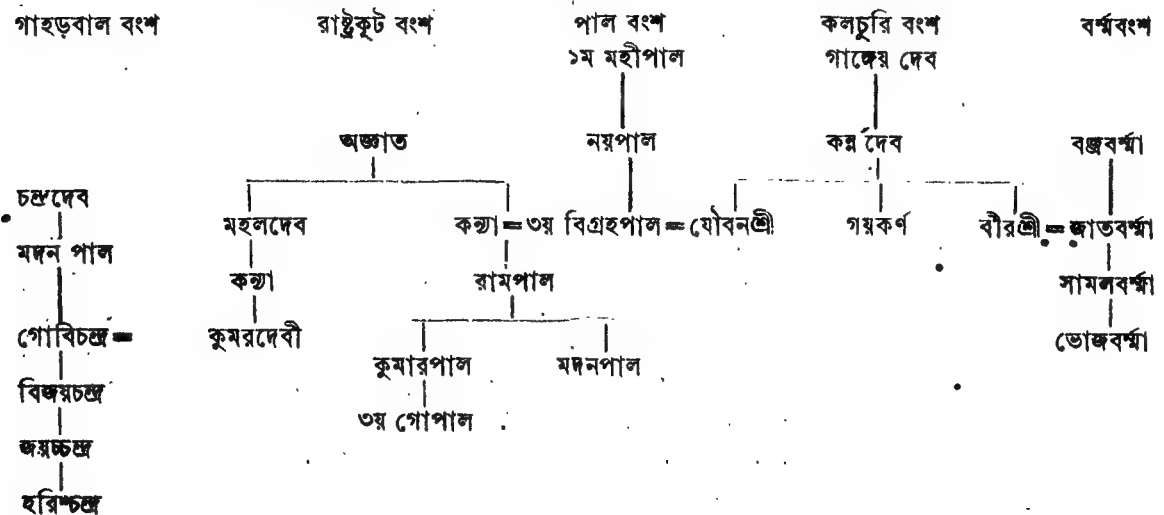 গাহড়বাল বংশ রাষ্ট্রকূট বংশ পাল বংশ কলচুরি বংশ বর্ম্মবংশ
১ম মহীপাল গাঙ্গেয় দেব
অজ্ঞাত নয়পাল কন্ন দেব বজ্রবর্ম্মা
চন্দ্রদেব
মহলদেব কন্যা = ৩য় বিগ্রহপাল = যৌবনশ্রী গয়কর্ণ বীরশ্রী = জাতবর্ম্মা
মদন পাল
কন্যা রামপাল সামলবর্ম্মা
গোবিচন্দ্র = কুমরদেবী ভোজবর্ম্মা
কুমারপাল মদনপাল
বিজয়চন্দ্র
৩য় গোপাল
জয়চ্চন্দ্র
হরিশ্চন্দ্র